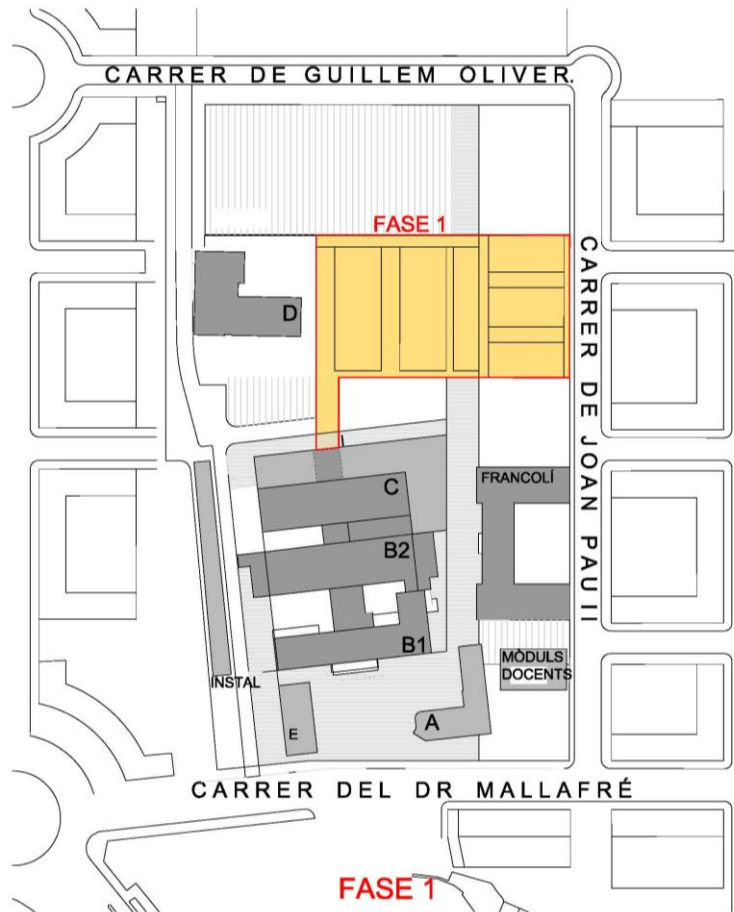 CARRER DE GUILLEM OLIVER.
FASE 1
CARRER DE JOAN PAU II
D
C
FRANCOLÍ
B2
B1
MÒDULS
DOCENTS
INSTAL
A
E
CARRER DEL DR MALLAFRÉ
FASE 1